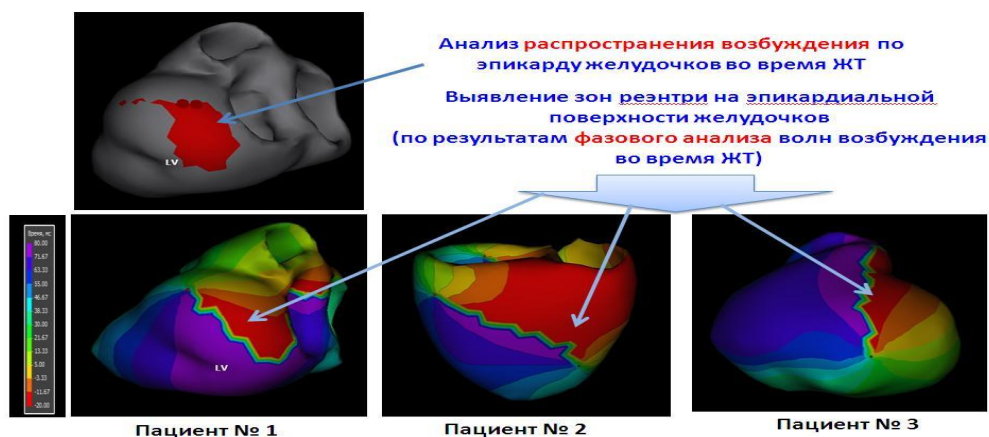 Анализ распространения возбуждения по
эпикарду желудочков во время ЖТ
Выявление зон реэнтри на эпикардиальной
поверхности желудочков
(по результатам фазового анализа волн возбуждения
во время ЖТ)
LV
Время, мс
80.00
71.67
63.33
55.00
46.67
38.33
30.00
21.67
13.33
5.00
-3.33
-11.67
-20.00
LV
Пациент № 1
Пациент № 2
Пациент № 3